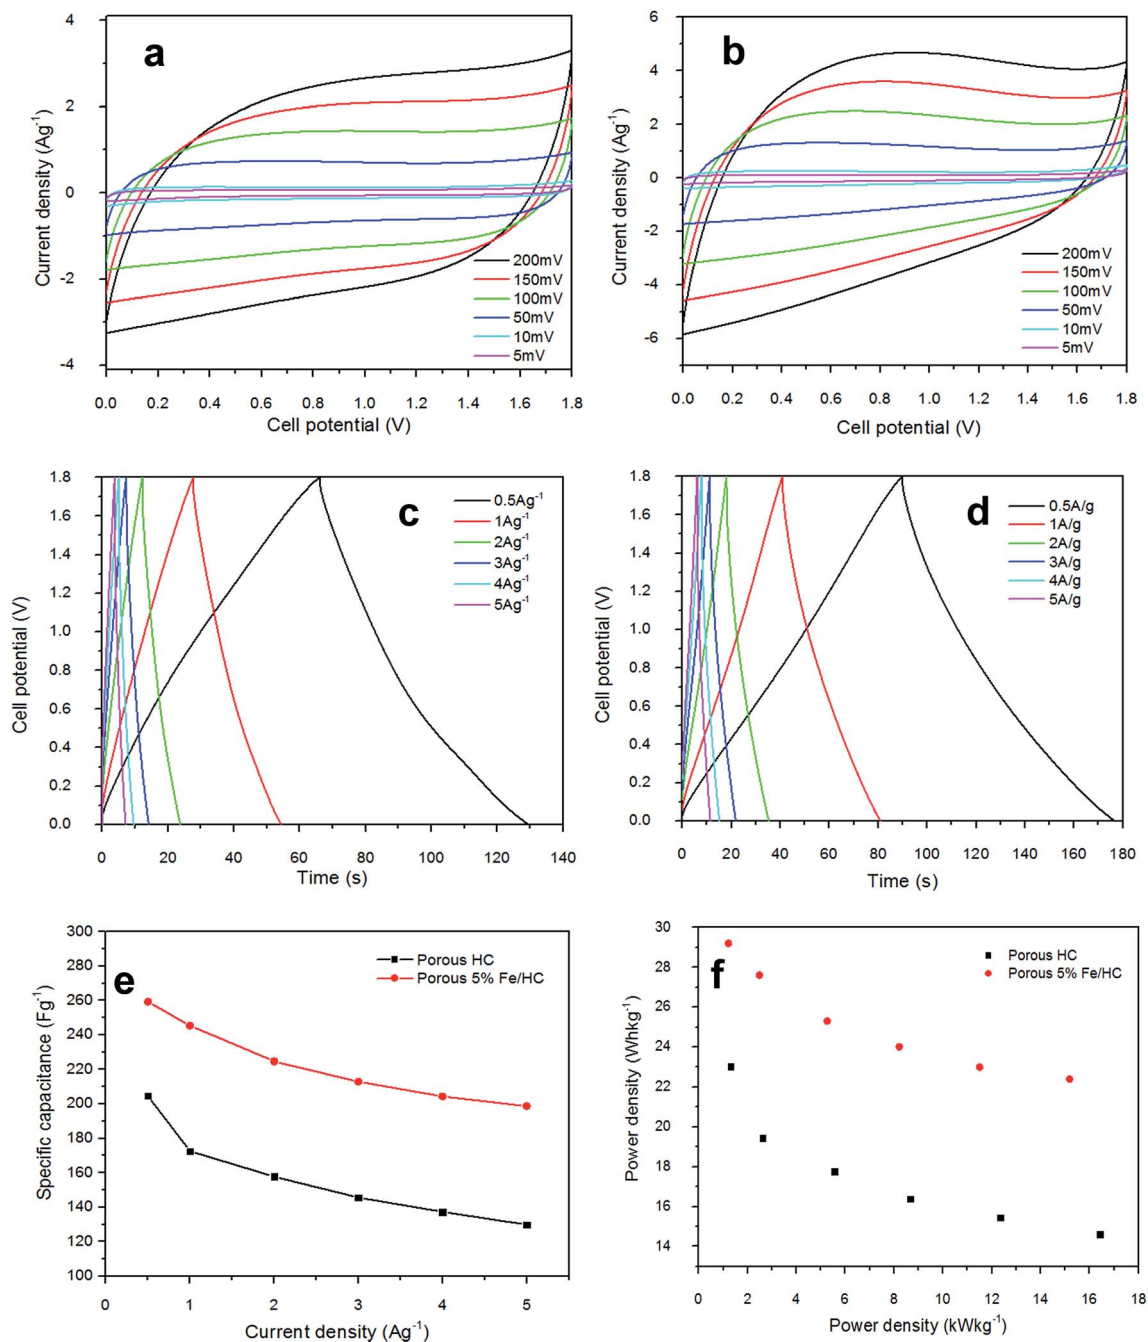 a
Current density (Ag⁻¹)
4
2
0
-2
-4
200mV
150mV
100mV
50mV
10mV
5mV
0.0 0.2 0.4 0.6 0.8 1.0 1.2 1.4 1.6 1.8
Cell potential (V)
b
Current density (Ag⁻¹)
6
4
2
0
-2
-4
-6
200mV
150mV
100mV
50mV
10mV
5mV
0.0 0.2 0.4 0.6 0.8 1.0 1.2 1.4 1.6 1.8
Cell potential (V)
c
Cell potential (V)
1.8
1.6
1.4
1.2
1.0
0.8
0.6
0.4
0.2
0.0
0.5Ag⁻¹
1Ag⁻¹
2Ag⁻¹
3Ag⁻¹
4Ag⁻¹
5Ag⁻¹
0 20 40 60 80 100 120 140
Time (s)
d
Cell potential (V)
1.8
1.6
1.4
1.2
1.0
0.8
0.6
0.4
0.2
0.0
0.5A/g
1A/g
2A/g
3A/g
4A/g
5A/g
0 20 40 60 80 100 120 140 160 180
Time (s)
e
Specific capacitance (Fg⁻¹)
300
280
260
240
220
200
180
160
140
120
100
Porous HC
Porous 5% Fe/HC
0 1 2 3 4 5
Current density (Ag⁻¹)
f
Power density (Whkg⁻¹)
30
28
26
24
22
20
18
16
14
Porous HC
Porous 5% Fe/HC
0 2 4 6 8 10 12 14 16 18
Power density (kWkg⁻¹)